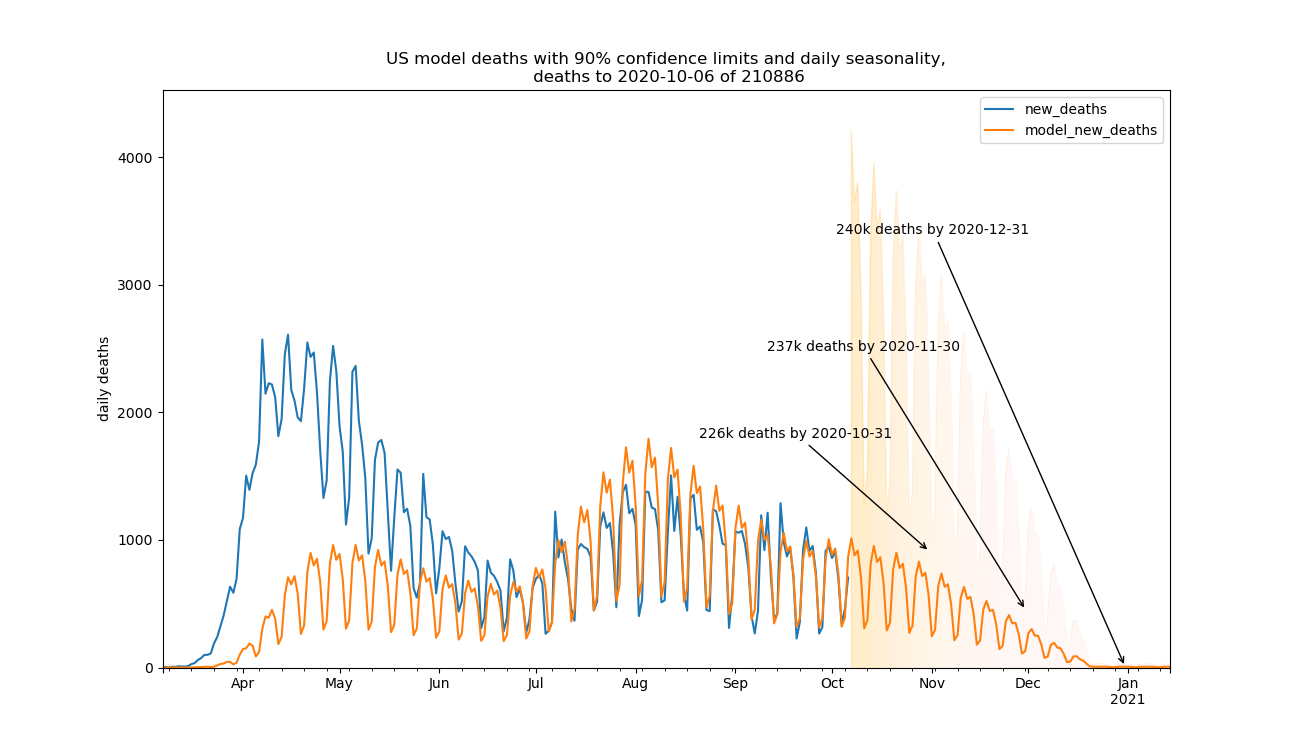 US model deaths with 90% confidence limits and daily seasonality,
deaths to 2020-10-06 of 210886
new_deaths
model_new_deaths
daily deaths
4000
3000
2000
1000
0
240k deaths by 2020-12-31
237k deaths by 2020-11-30
226k deaths by 2020-10-31
Apr May Jun Jul Aug Sep Oct Nov Dec Jan
2021